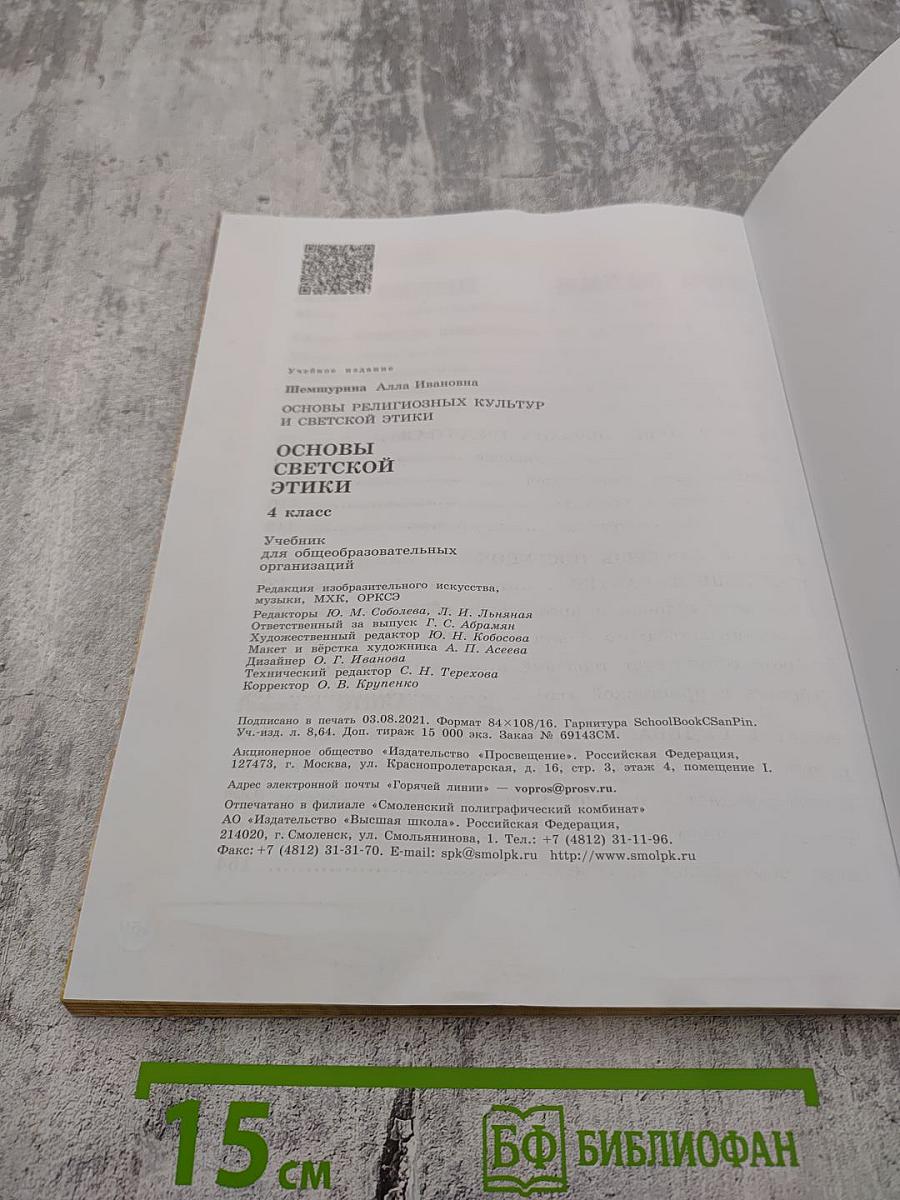 Учебное издание
Шемшурина Алла Ивановна
ОСНОВЫ РЕЛИГИОЗНЫХ КУЛЬТУР
И СВЕТСКОЙ ЭТИКИ
ОСНОВЫ
СВЕТСКОЙ
ЭТИКИ
4 класс
Учебник
для общеобразовательных
организаций
Редакция изобразительного искусства,
музыки, МХК, ОРКСЭ
Редакторы Ю. М. Соболева, Л. И. Льняная
Ответственный за выпуск Г. С. Абрамян
Художественный редактор Ю. Н. Кобосова
Макет и вёрстка художника А. П. Асеева
Дизайнер О. Г. Иванова
Технический редактор С. Н. Терехова
Корректор О. В. Крупенко
Подписано в печать 03.08.2021. Формат 84×108/16. Гарнитура SchoolBookCSanPin.
Уч.-изд. л. 8,64. Доп. тираж 15 000 экз. Заказ № 69143СМ.
Акционерное общество «Издательство «Просвещение». Российская Федерация,
127473, г. Москва, ул. Краснопролетарская, д. 16, стр. 3, этаж 4, помещение I.
Адрес электронной почты «Горячей линии» — vopros@prosv.ru.
Отпечатано в филиале «Смоленский полиграфический комбинат»
АО «Издательство «Высшая школа». Российская Федерация,
214020, г. Смоленск, ул. Смольянинова, 1. Тел.: +7 (4812) 31-11-96.
Факс: +7 (4812) 31-31-70. E-mail: spk@smolpk.ru http://www.smolpk.ru
15 см
БФ БИБЛИОФАН